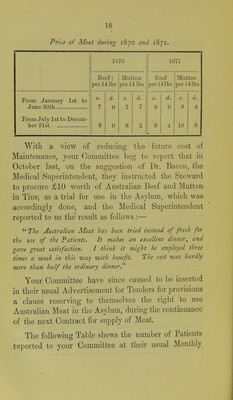 18
Price of Meat during 1870 and 1871.
1870 1871
Beef Mutton Beef Mutton
per 14 lbs per 14 lbs per 14 lbs per 14 lbs
s. d. s. d. s. d. s. d.
From January 1st to
June 30th 7 0 7 7 9 0 9 4
From July 1st to Decem-
ber 31st 8 0 8 2 9 4 10 6
With a view of reducing the future cost of
Maintenance, your Committee beg to report that in
October last, on the suggestion of Dr. Bacon, the
Medical Superintendent, they instructed the Steward
to procure £10 worth of Australian Beef and Mutton
in Tins, as a trial for use in the Asylum, which was
accordingly done, and the Medical Superintendent
reported to us the result as follows :—
"The Australian Meat has been tried instead of fresh for
the use of the Patients. It makes an excellent dinner, and
gave great satisfaction. I think it might be employed three
times a week in this way with benefit. The cost was hardly
more than half the ordinary dinner."
Your Committee have since caused to be inserted
in their usual Advertisement for Tenders for provisions
a clause reserving to themselves the right to use
Australian Meat in the Asylum, during the continuance
of the next Contract for supply of Meat.
The following Table shews the number of Patients
reported to your Committee at their usual Monthly